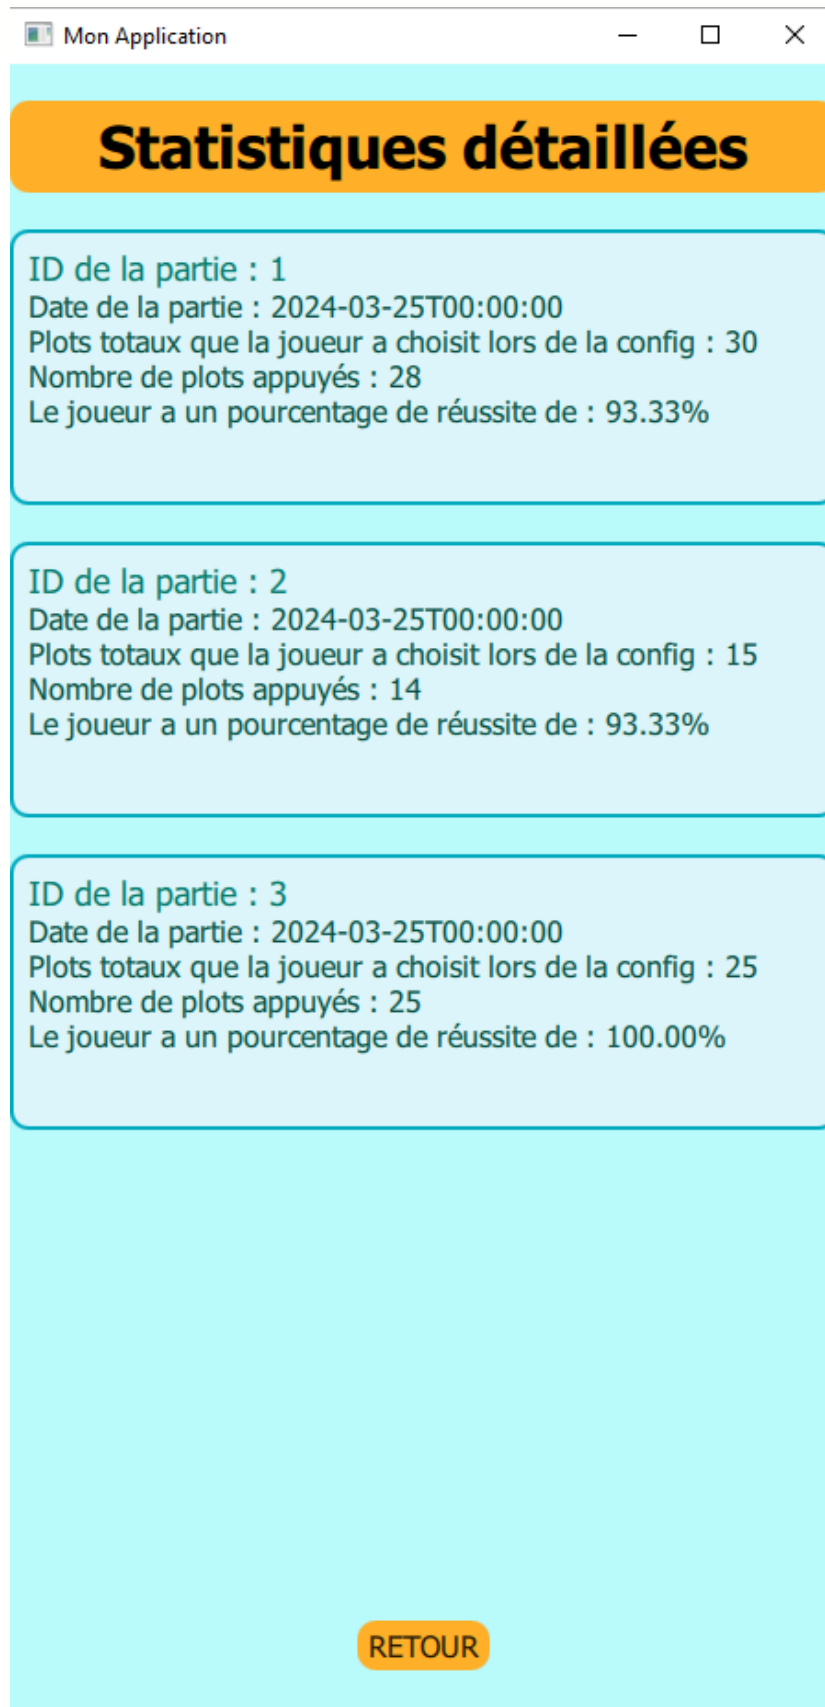 Mon Application
Statistiques détaillées
ID de la partie : 1
Date de la partie : 2024-03-25T00:00:00
Plots totaux que la joueur a choisit lors de la config : 30
Nombre de plots appuyés : 28
Le joueur a un pourcentage de réussite de : 93.33%
ID de la partie : 2
Date de la partie : 2024-03-25T00:00:00
Plots totaux que la joueur a choisit lors de la config : 15
Nombre de plots appuyés : 14
Le joueur a un pourcentage de réussite de : 93.33%
ID de la partie : 3
Date de la partie : 2024-03-25T00:00:00
Plots totaux que la joueur a choisit lors de la config : 25
Nombre de plots appuyés : 25
Le joueur a un pourcentage de réussite de : 100.00%
RETOUR